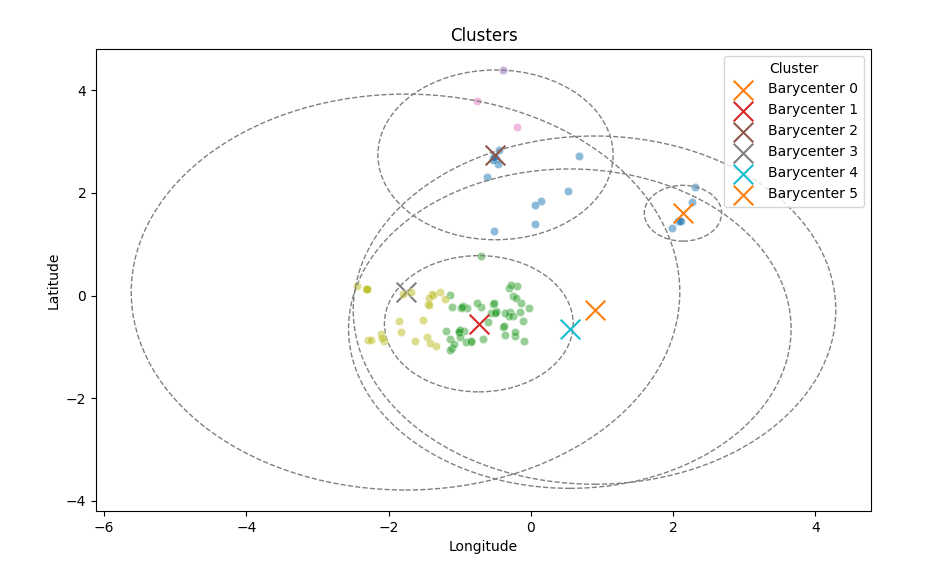 Clusters
Cluster
Barycenter 0
Barycenter 1
Barycenter 2
Barycenter 3
Barycenter 4
Barycenter 5
Latitude
4
2
0
−2
−4
−6
−4
−2
0
2
4
Longitude